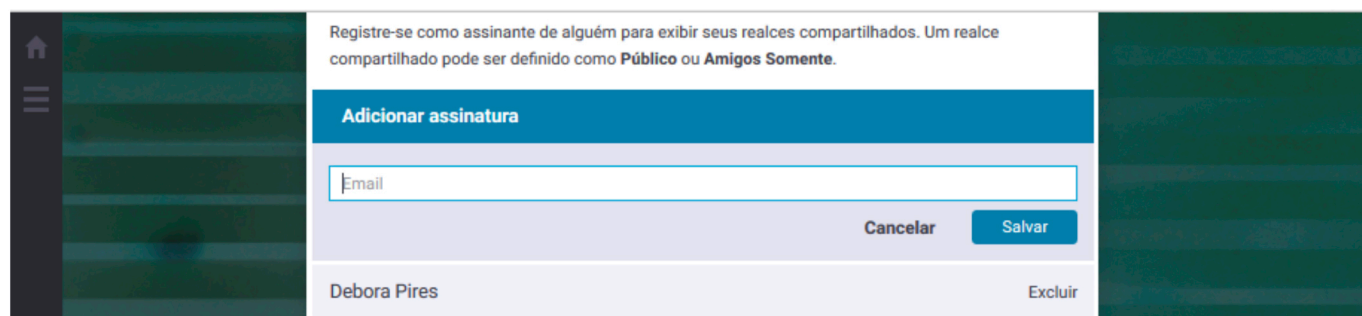 Registre-se como assinante de alguém para exibir seus realces compartilhados. Um realce
compartilhado pode ser definido como Público ou Amigos Somente.
Adicionar assinatura
Email
Cancelar Salvar
Debora Pires Excluir